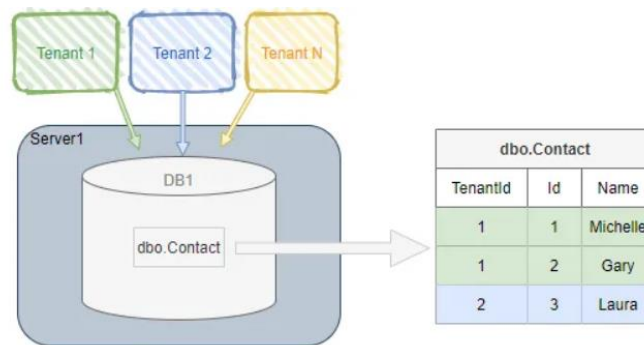 Tenant 1
Tenant 2
Tenant N
Server1
DB1
dbo.Contact
dbo.Contact
TenantId Id Name
1 1 Michelle
1 2 Gary
2 3 Laura